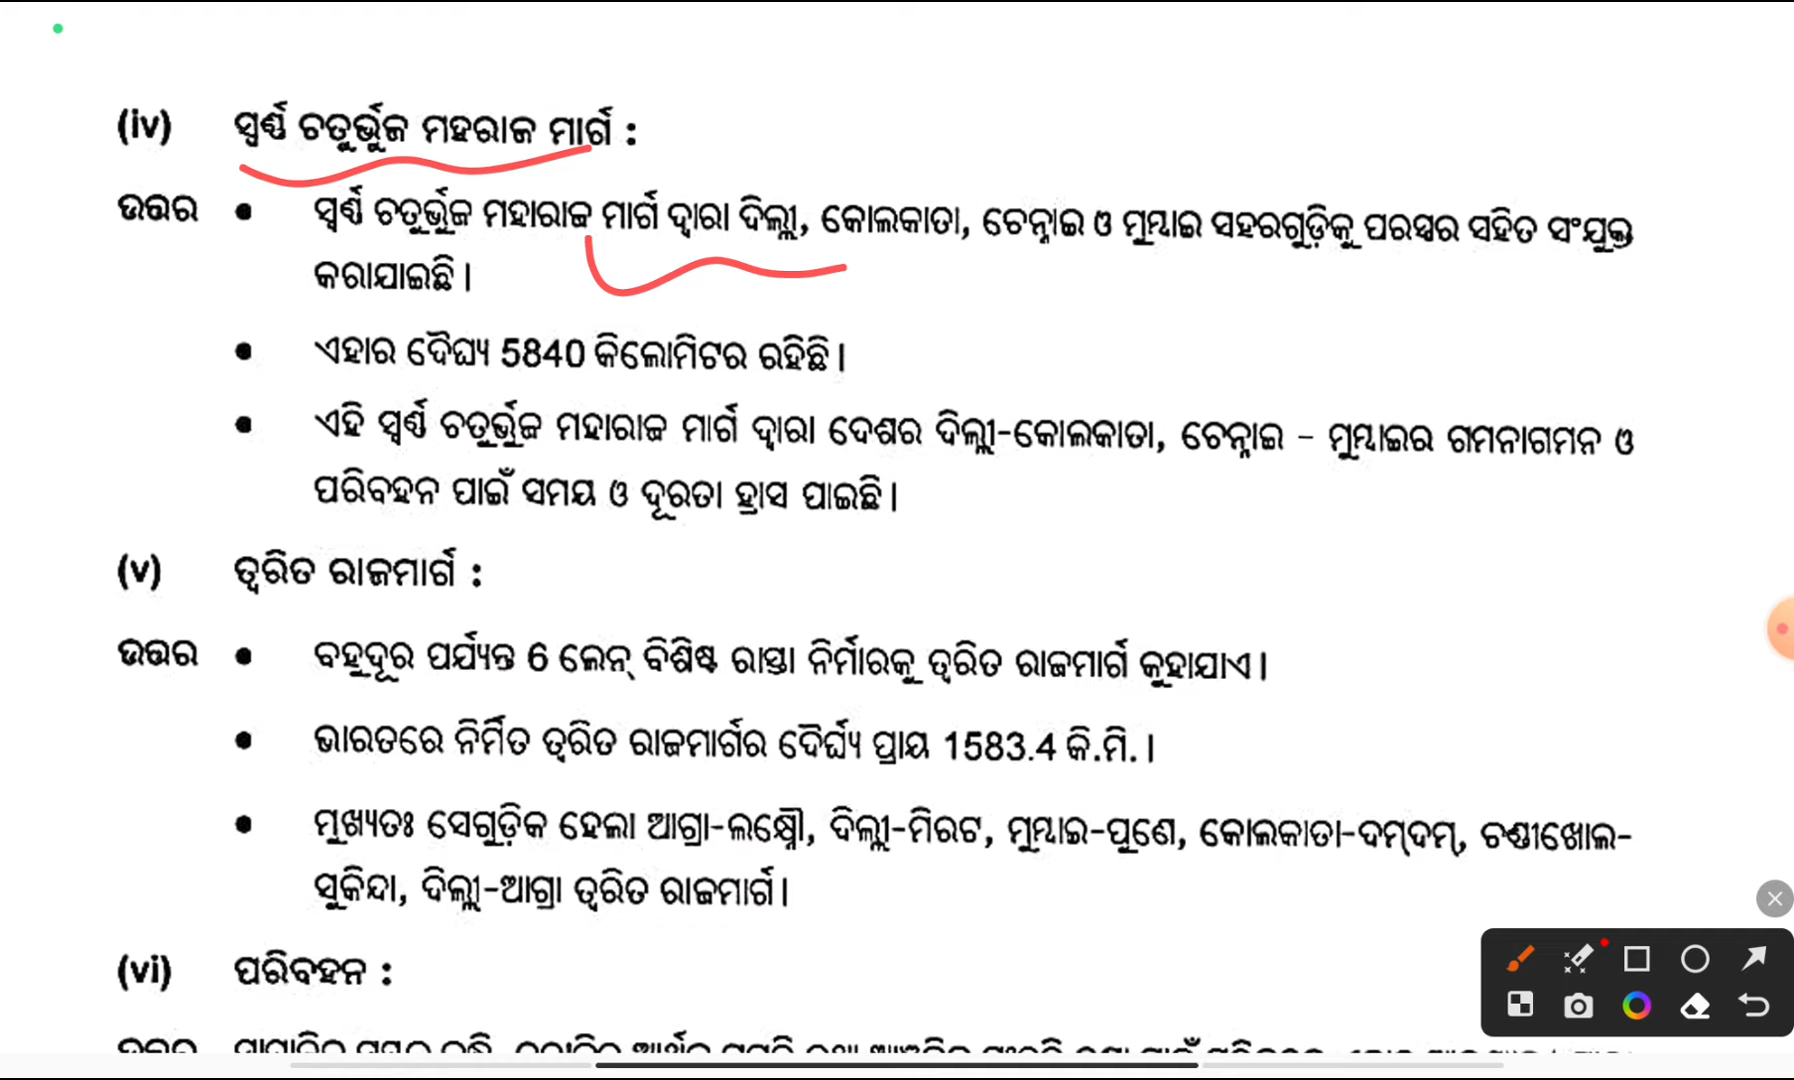 (iv) ସ୍ୱର୍ଣ୍ଣ ଚତୁର୍ଭୁଜ ମହରାଜ ମାର୍ଗ :
ଉତ୍ତର • ସ୍ୱର୍ଣ୍ଣ ଚତୁର୍ଭୁଜ ମହାରାଜ ମାର୍ଗ ଦ୍ୱାରା ଦିଲ୍ଲୀ, କୋଲକାତା, ଚେନ୍ନାଇ ଓ ମୁମ୍ବାଇ ସହରଗୁଡ଼ିକୁ ପରସ୍ପର ସହିତ ସଂଯୁକ୍ତ
କରାଯାଇଛି ।
• ଏହାର ଦୈଘ୍ୟ 5840 କିଲୋମିଟର ରହିଛି ।
• ଏହି ସ୍ୱର୍ଣ୍ଣ ଚତୁର୍ଭୁଜ ମହାରାଜ ମାର୍ଗ ଦ୍ୱାରା ଦେଶର ଦିଲ୍ଲୀ-କୋଲକାତା, ଚେନ୍ନାଇ - ମୁମ୍ବାଇର ଗମନାଗମନ ଓ
ପରିବହନ ପାଇଁ ସମୟ ଓ ଦୂରତା ହ୍ରାସ ପାଇଛି ।
(v) ତ୍ୱରିତ ରାଜମାର୍ଗ :
ଉତ୍ତର • ବହୁଦୂର ପର୍ଯ୍ୟନ୍ତ 6 ଲେନ୍ ବିଶିଷ୍ଟ ରାସ୍ତା ନିର୍ମାରକୁ ତ୍ୱରିତ ରାଜମାର୍ଗ କୁହାଯାଏ ।
• ଭାରତରେ ନିର୍ମିତ ତ୍ୱରିତ ରାଜମାର୍ଗର ଦୈର୍ଘ୍ୟ ପ୍ରାୟ 1583.4 କି.ମି. ।
• ମୁଖ୍ୟତଃ ସେଗୁଡ଼ିକ ହେଲା ଆଗ୍ରା-ଲକ୍ଷ୍ନୌ, ଦିଲ୍ଲୀ-ମିରଟ, ମୁମ୍ବାଇ-ପୁଣେ, କୋଲକାତା-ଦମ୍‌ଦମ୍, ଚଣ୍ଡୀଖୋଲ-
ସୁକିନ୍ଦା, ଦିଲ୍ଲୀ-ଆଗ୍ରା ତ୍ୱରିତ ରାଜମାର୍ଗ ।
(vi) ପରିବହନ :
ଉତ୍ତର